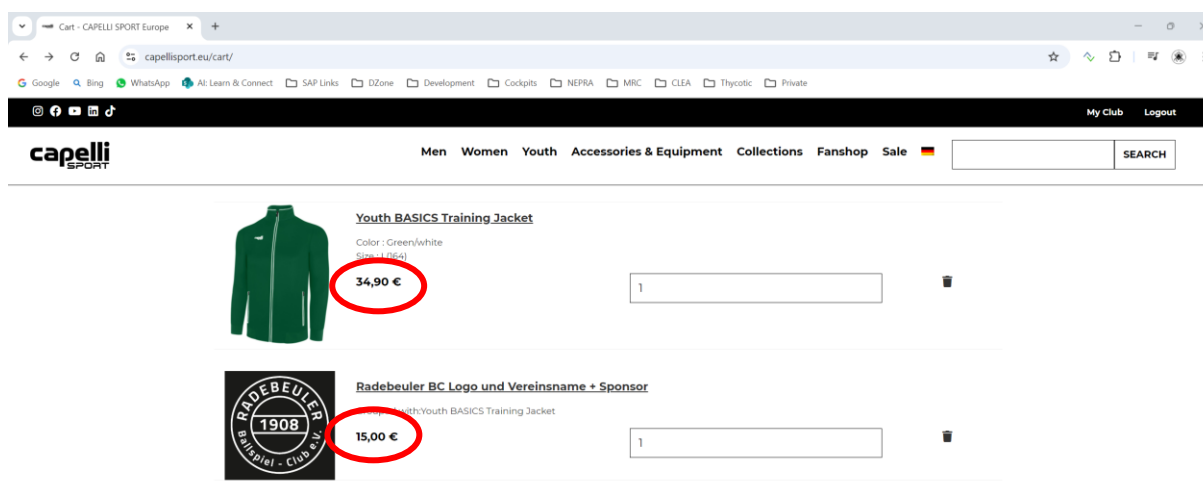 Cart - CAPELLI SPORT Europe
capellisport.eu/cart/
Google Bing WhatsApp AI: Learn & Connect SAP Links DZone Development Cockpits NEPRA MRC CLEA Thycotic Private
My Club Logout
capelli SPORT Men Women Youth Accessories & Equipment Collections Fanshop Sale SEARCH
Youth BASICS Training Jacket
Color : Green/white
Size : L(164)
34,90 € 1
RADEBEULER 1908 Ballspiel - Club e.V.
Radebeuler BC Logo und Vereinsname + Sponsor
with:Youth BASICS Training Jacket
15,00 € 1